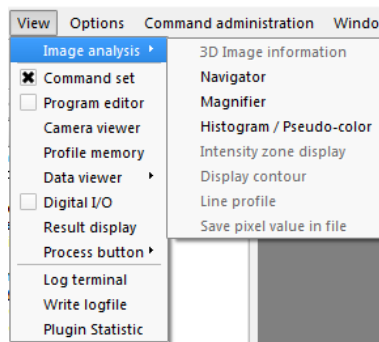 View Options Command administration Windo
Image analysis
Command set
Program editor
Camera viewer
Profile memory
Data viewer
Digital I/O
Result display
Process button
Log terminal
Write logfile
Plugin Statistic
3D Image information
Navigator
Magnifier
Histogram / Pseudo-color
Intensity zone display
Display contour
Line profile
Save pixel value in file